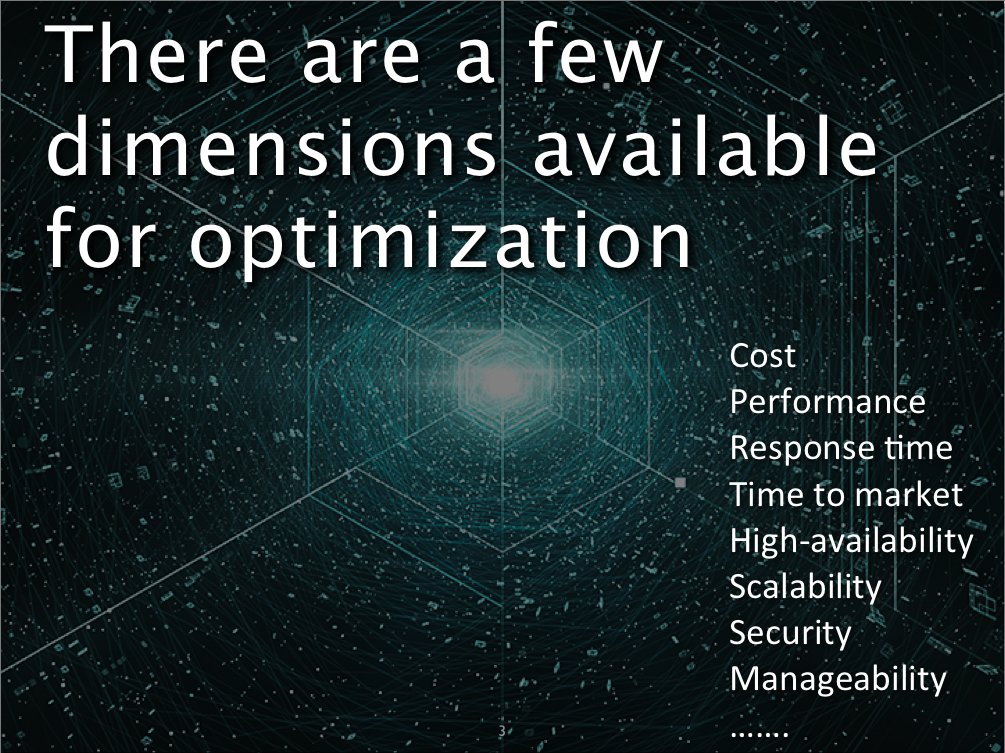 There are a few
dimensions available
for optimization
Cost
Performance
Response time
Time to market
High-availability
Scalability
Security
Manageability
.......
3